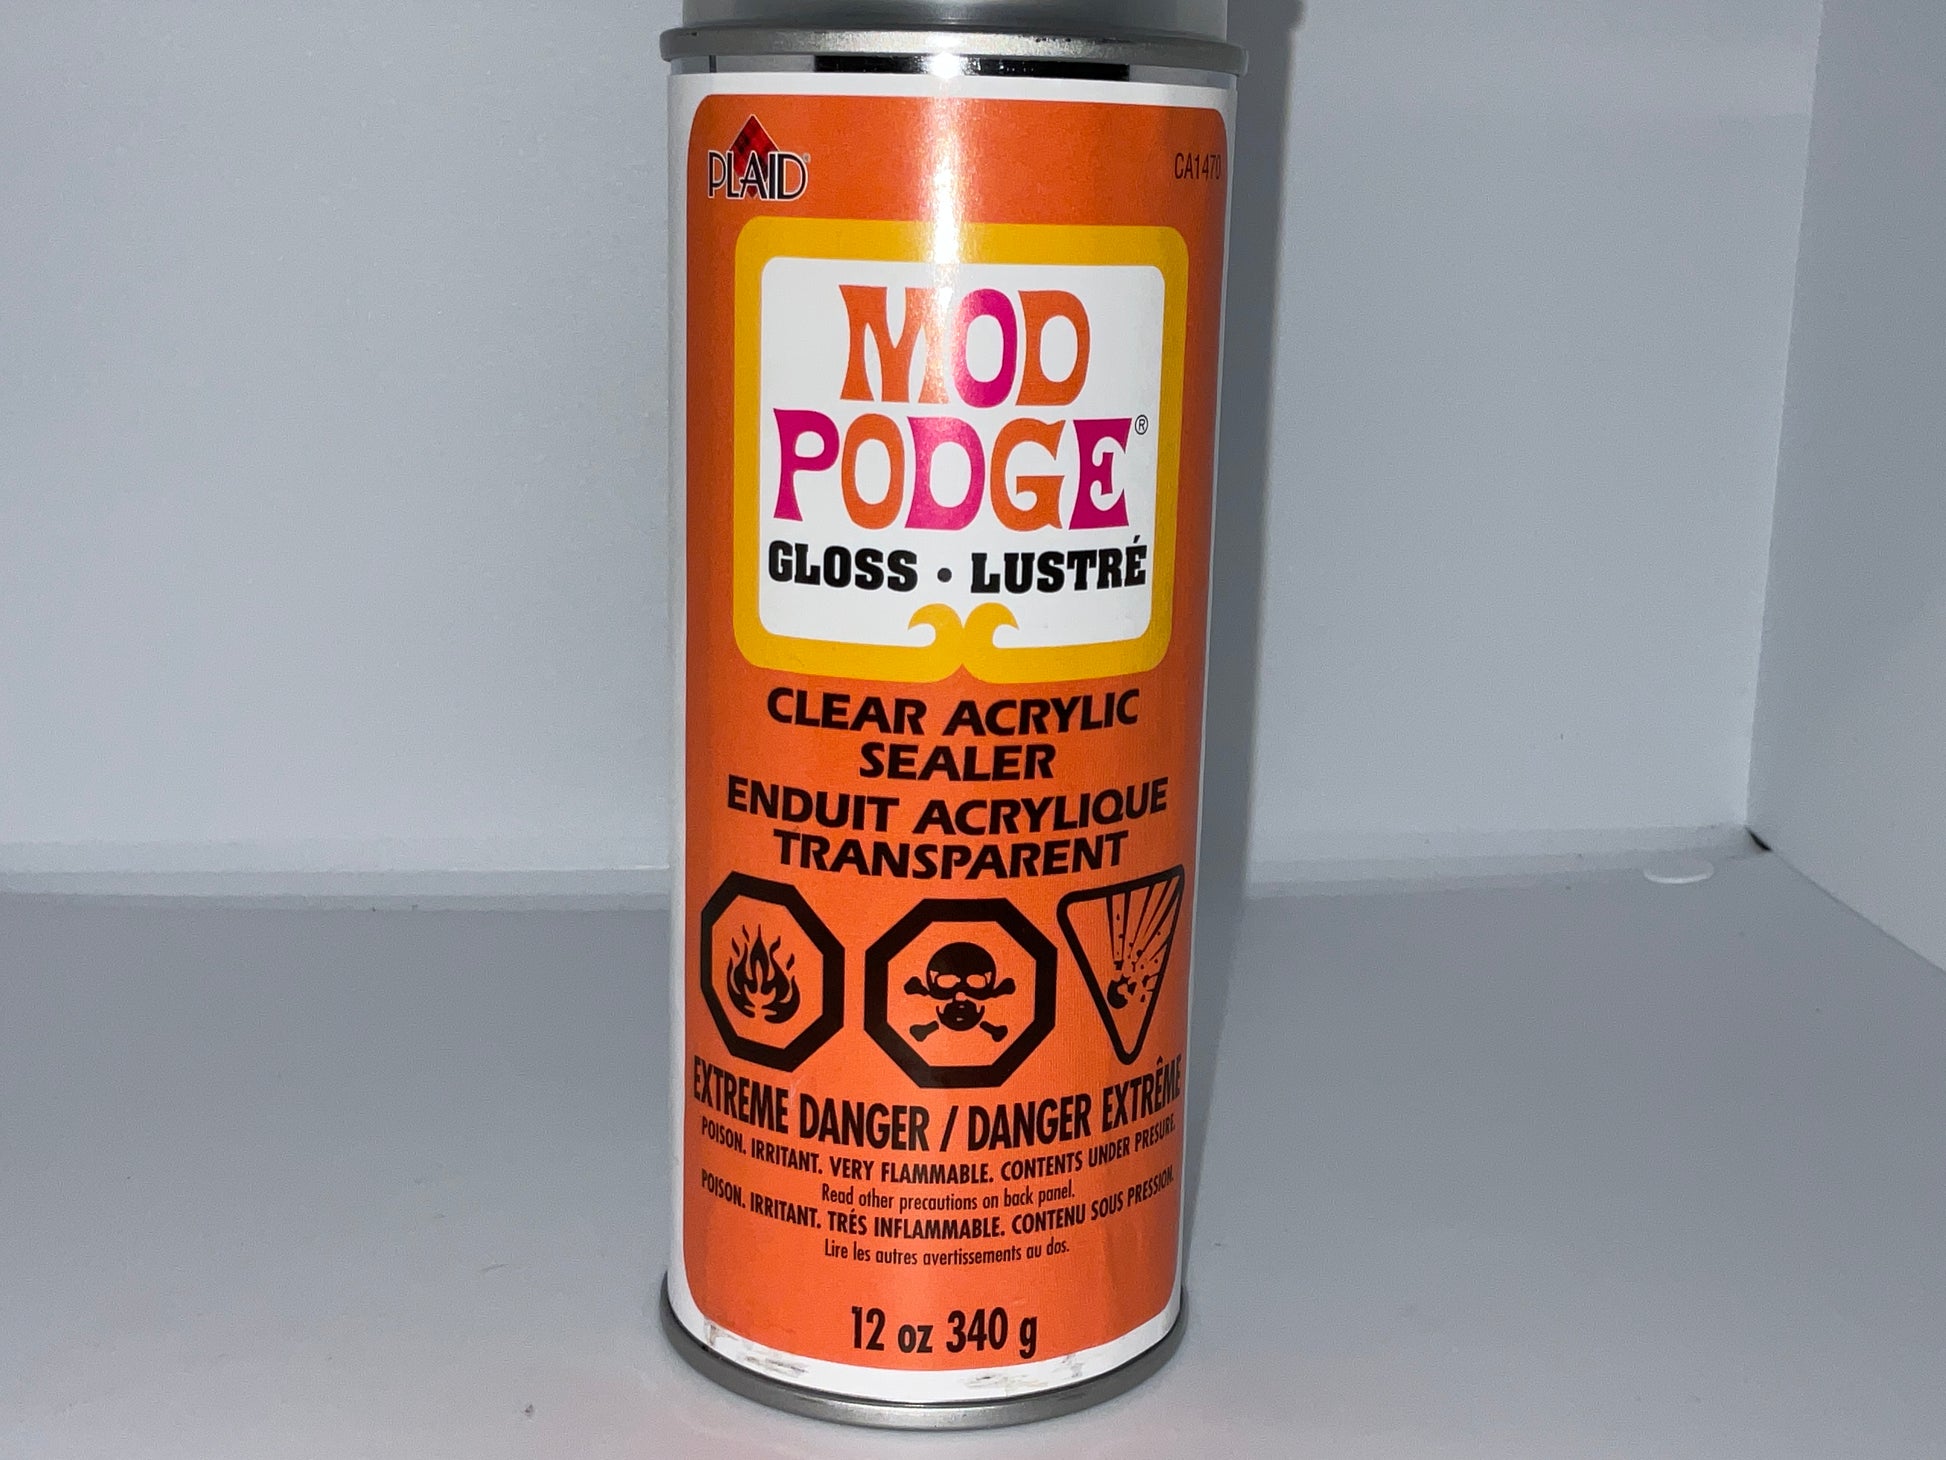 PLAID®
CA1470
MOD
PODGE®
GLOSS • LUSTRÉ
CLEAR ACRYLIC
SEALER
ENDUIT ACRYLIQUE
TRANSPARENT
EXTREME DANGER / DANGER EXTRÊME
POISON. IRRITANT. VERY FLAMMABLE. CONTENTS UNDER PRESURE.
Read other precautions on back panel.
POISON. IRRITANT. TRÉS INFLAMMABLE. CONTENU SOUS PRESSION.
Lire les autres avertissements au dos.
12 oz 340 g